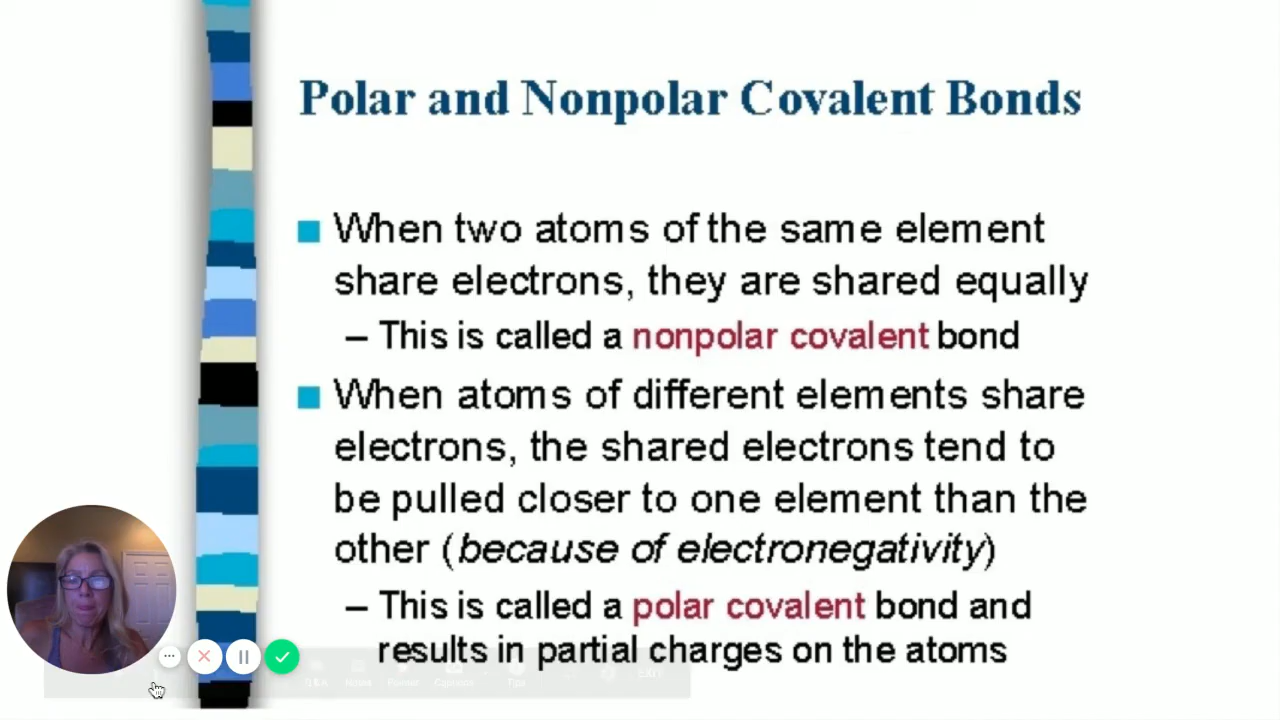 Polar and Nonpolar Covalent Bonds
When two atoms of the same element
share electrons, they are shared equally
– This is called a nonpolar covalent bond
When atoms of different elements share
electrons, the shared electrons tend to
be pulled closer to one element than the
other (because of electronegativity)
– This is called a polar covalent bond and
results in partial charges on the atoms
Captions
Tips
EXIT